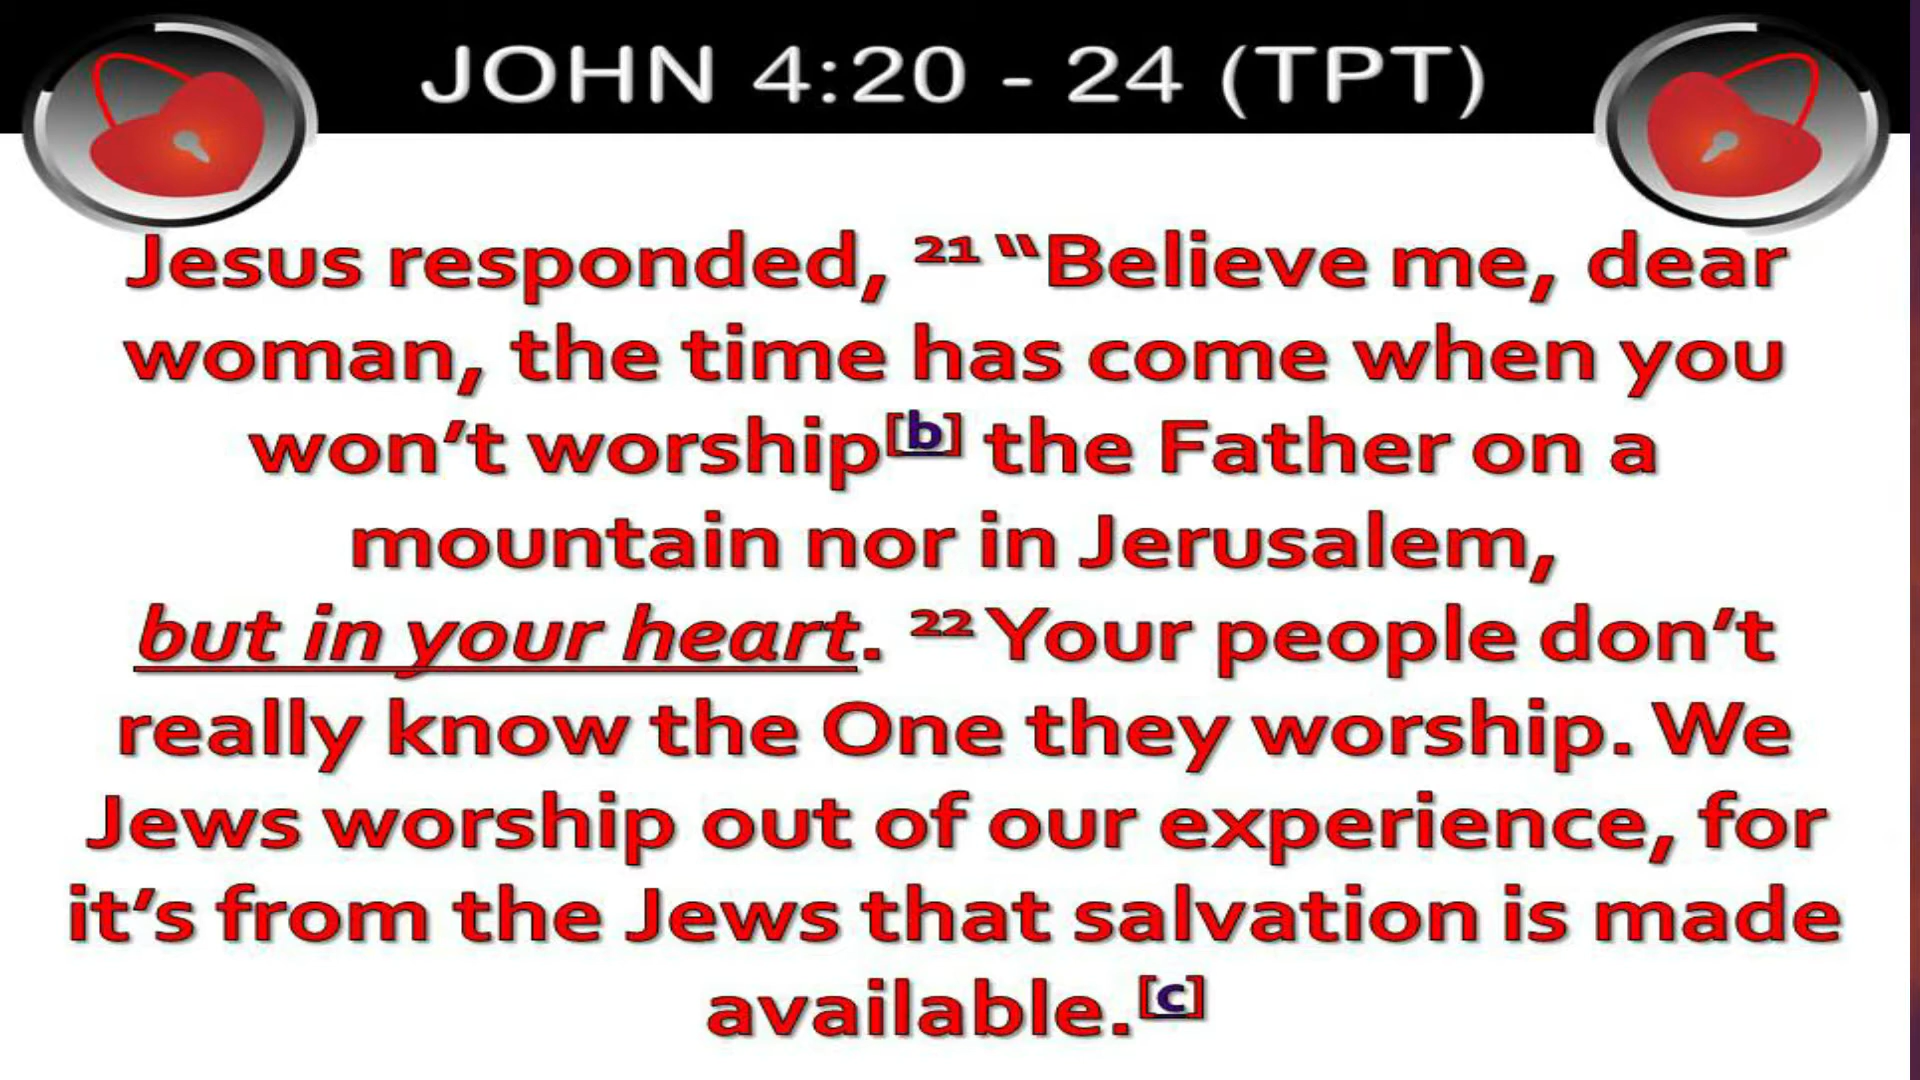 JOHN 4:20 - 24 (TPT)
Jesus responded, 21 “Believe me, dear
woman, the time has come when you
won’t worship[b] the Father on a
mountain nor in Jerusalem,
but in your heart. 22 Your people don’t
really know the One they worship. We
Jews worship out of our experience, for
it’s from the Jews that salvation is made
available.[c]